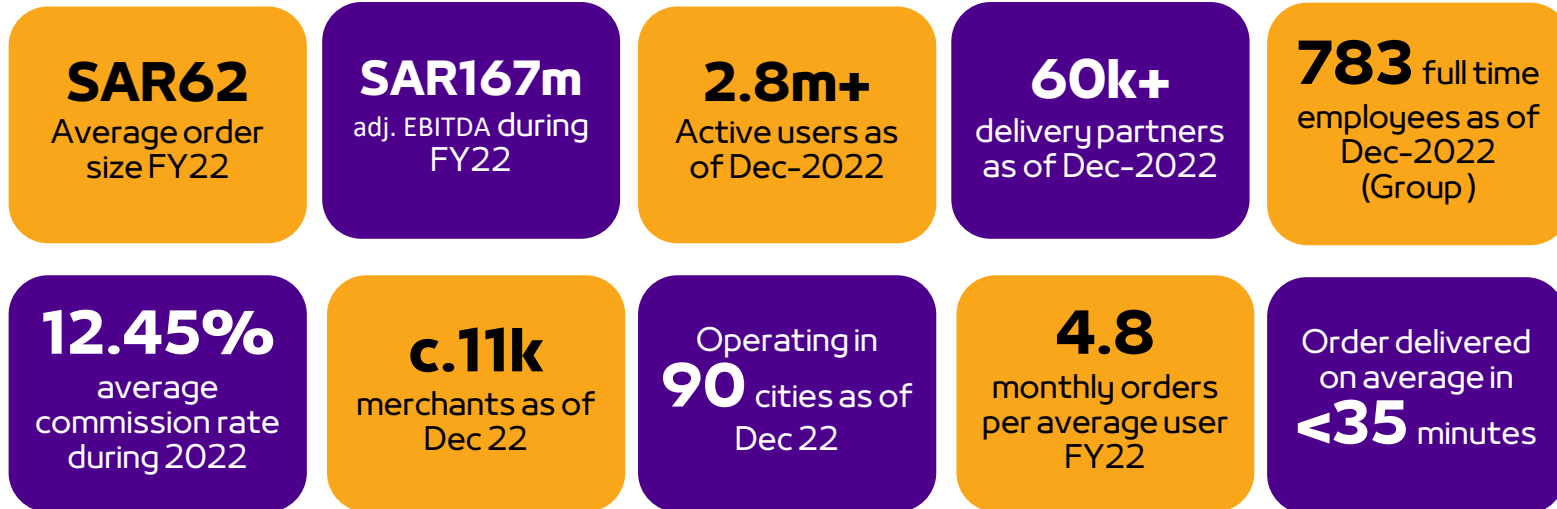 SAR62
Average order
size FY22
SAR167m
adj. EBITDA during
FY22
2.8m+
Active users as
of Dec-2022
60k+
delivery partners
as of Dec-2022
783 full time
employees as of
Dec-2022
(Group )
12.45%
average
commission rate
during 2022
c.11k
merchants as of
Dec 22
Operating in
90 cities as of
Dec 22
4.8
monthly orders
per average user
FY22
Order delivered
on average in
<35 minutes